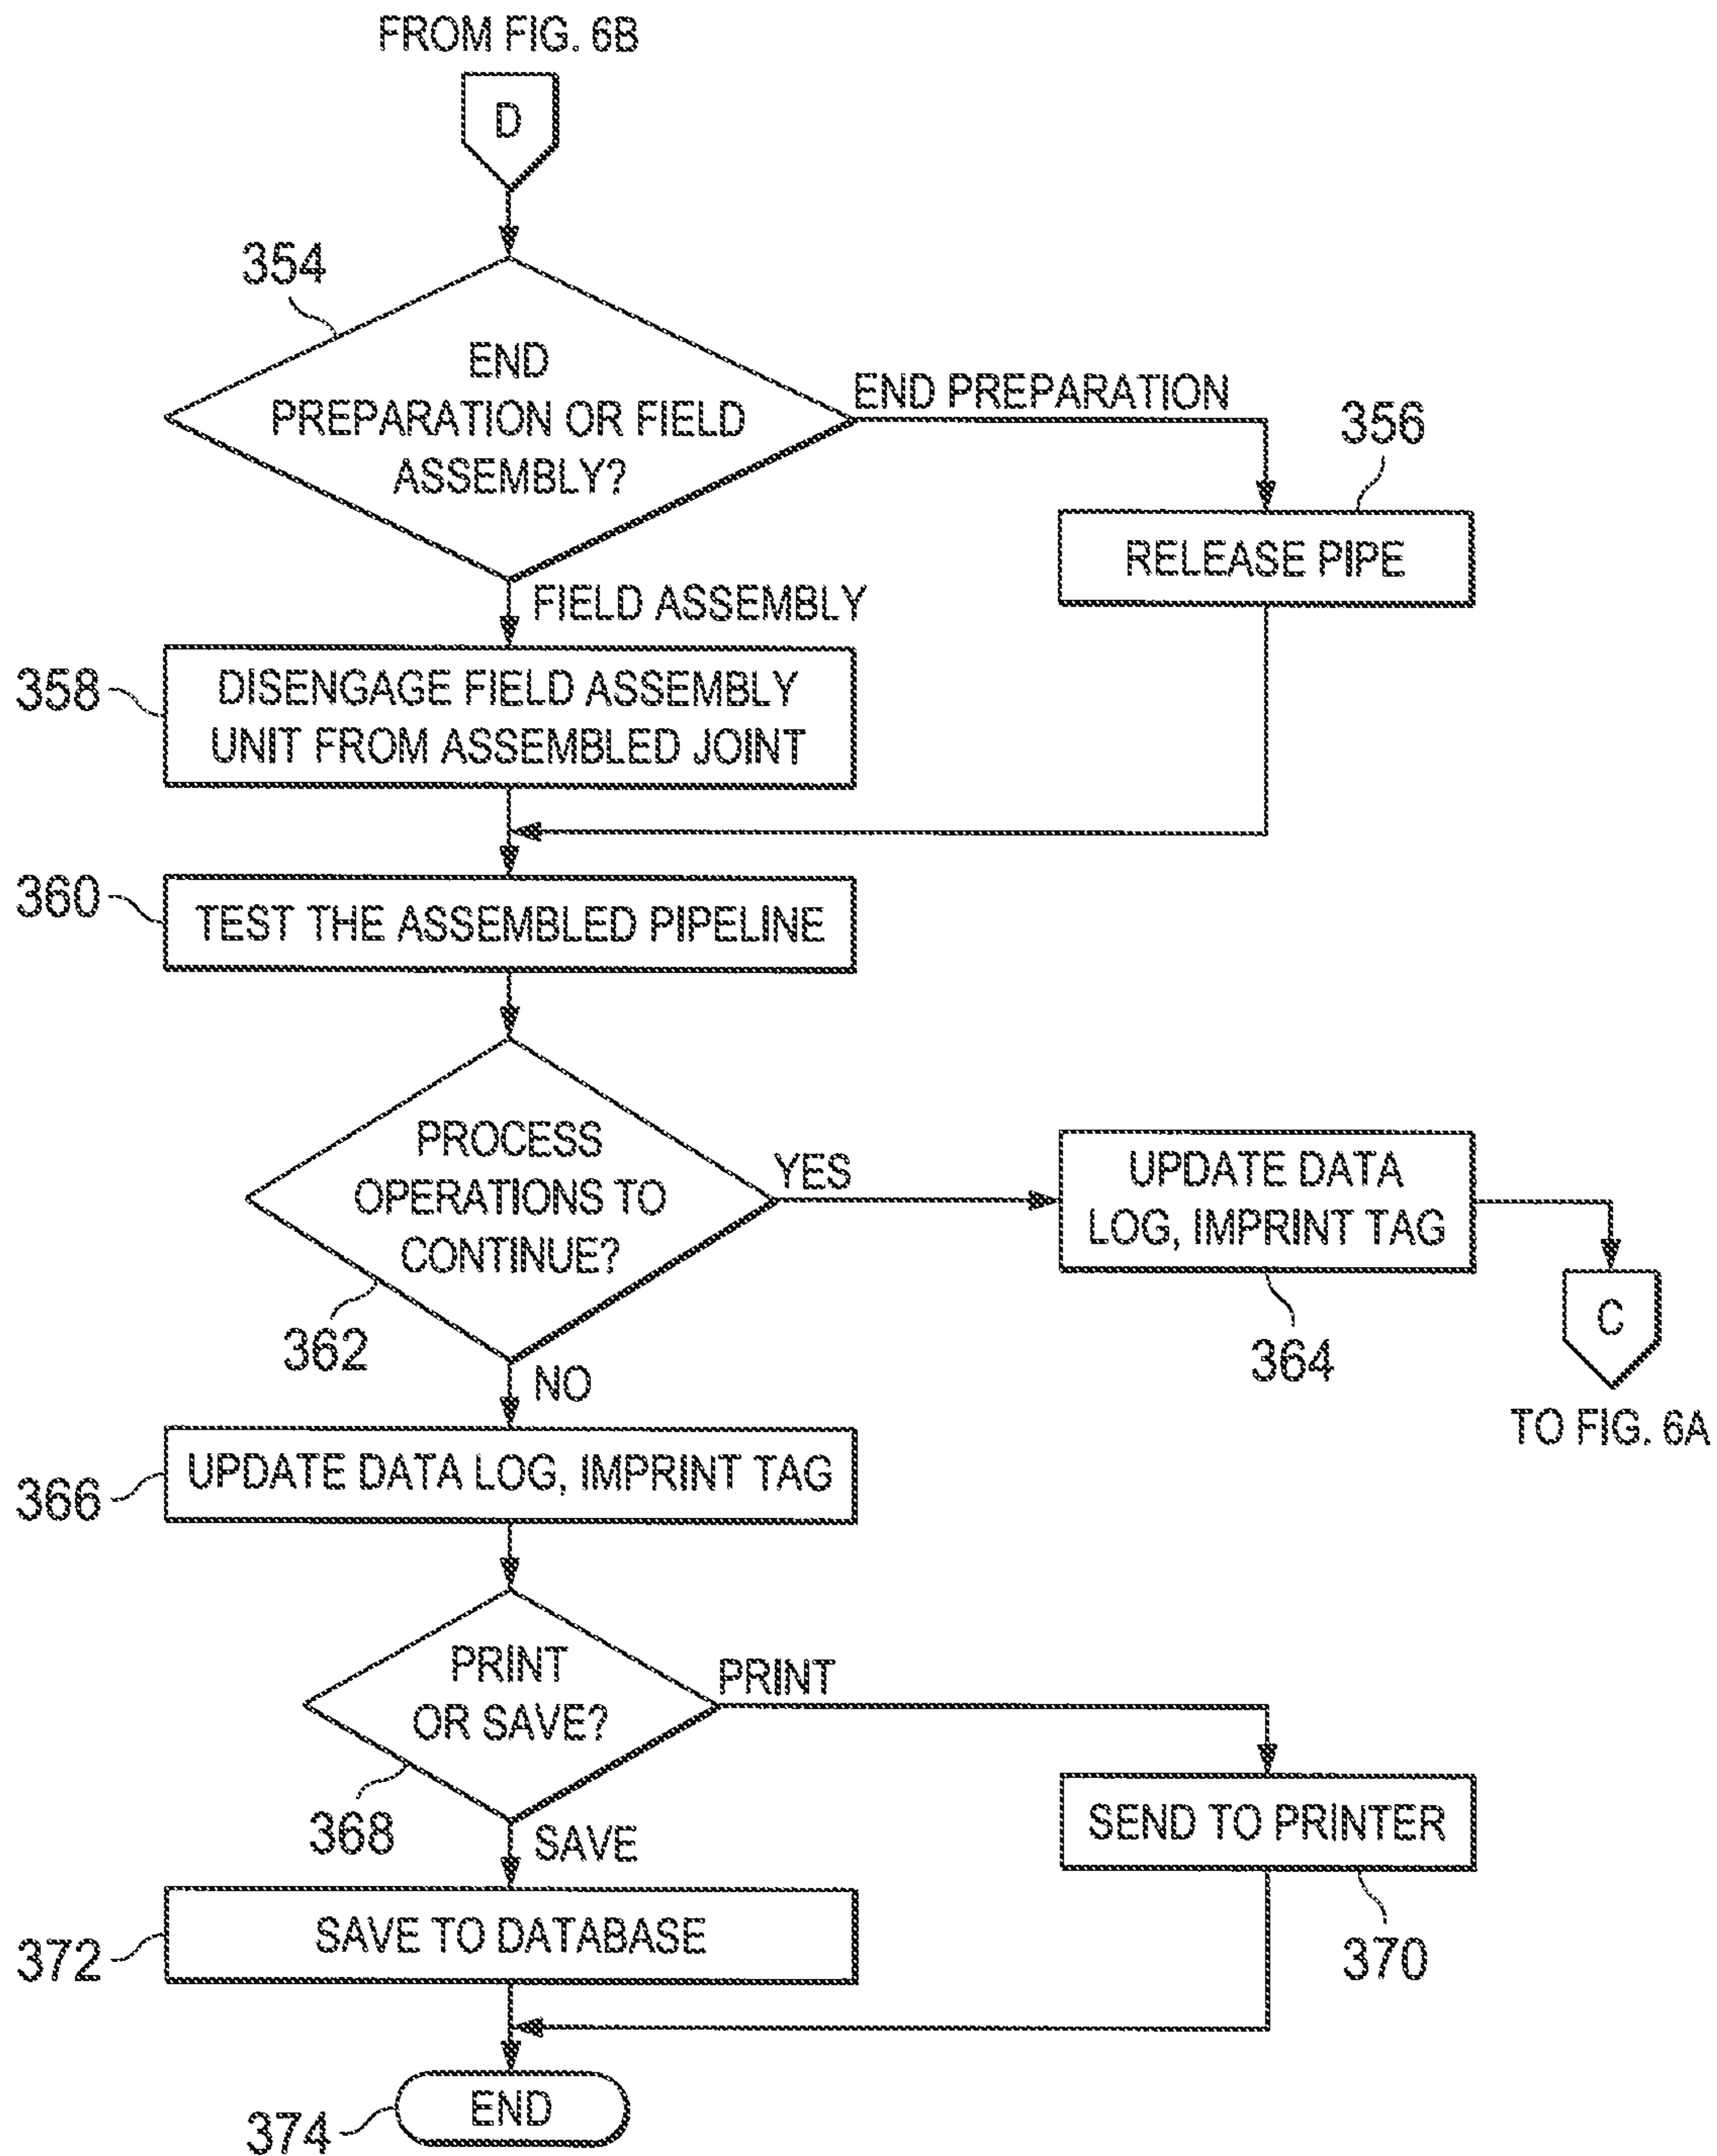 FROM FIG. 6B
D
354
END
PREPARATION OR FIELD
ASSEMBLY?
END PREPARATION
356
RELEASE PIPE
FIELD ASSEMBLY
358
DISENGAGE FIELD ASSEMBLY
UNIT FROM ASSEMBLED JOINT
360
TEST THE ASSEMBLED PIPELINE
PROCESS
OPERATIONS TO
CONTINUE?
362
YES
UPDATE DATA
LOG, IMPRINT TAG
364
C
TO FIG. 6A
NO
366
UPDATE DATA LOG, IMPRINT TAG
PRINT
OR SAVE?
368
PRINT
SEND TO PRINTER
370
SAVE
372
SAVE TO DATABASE
END
374